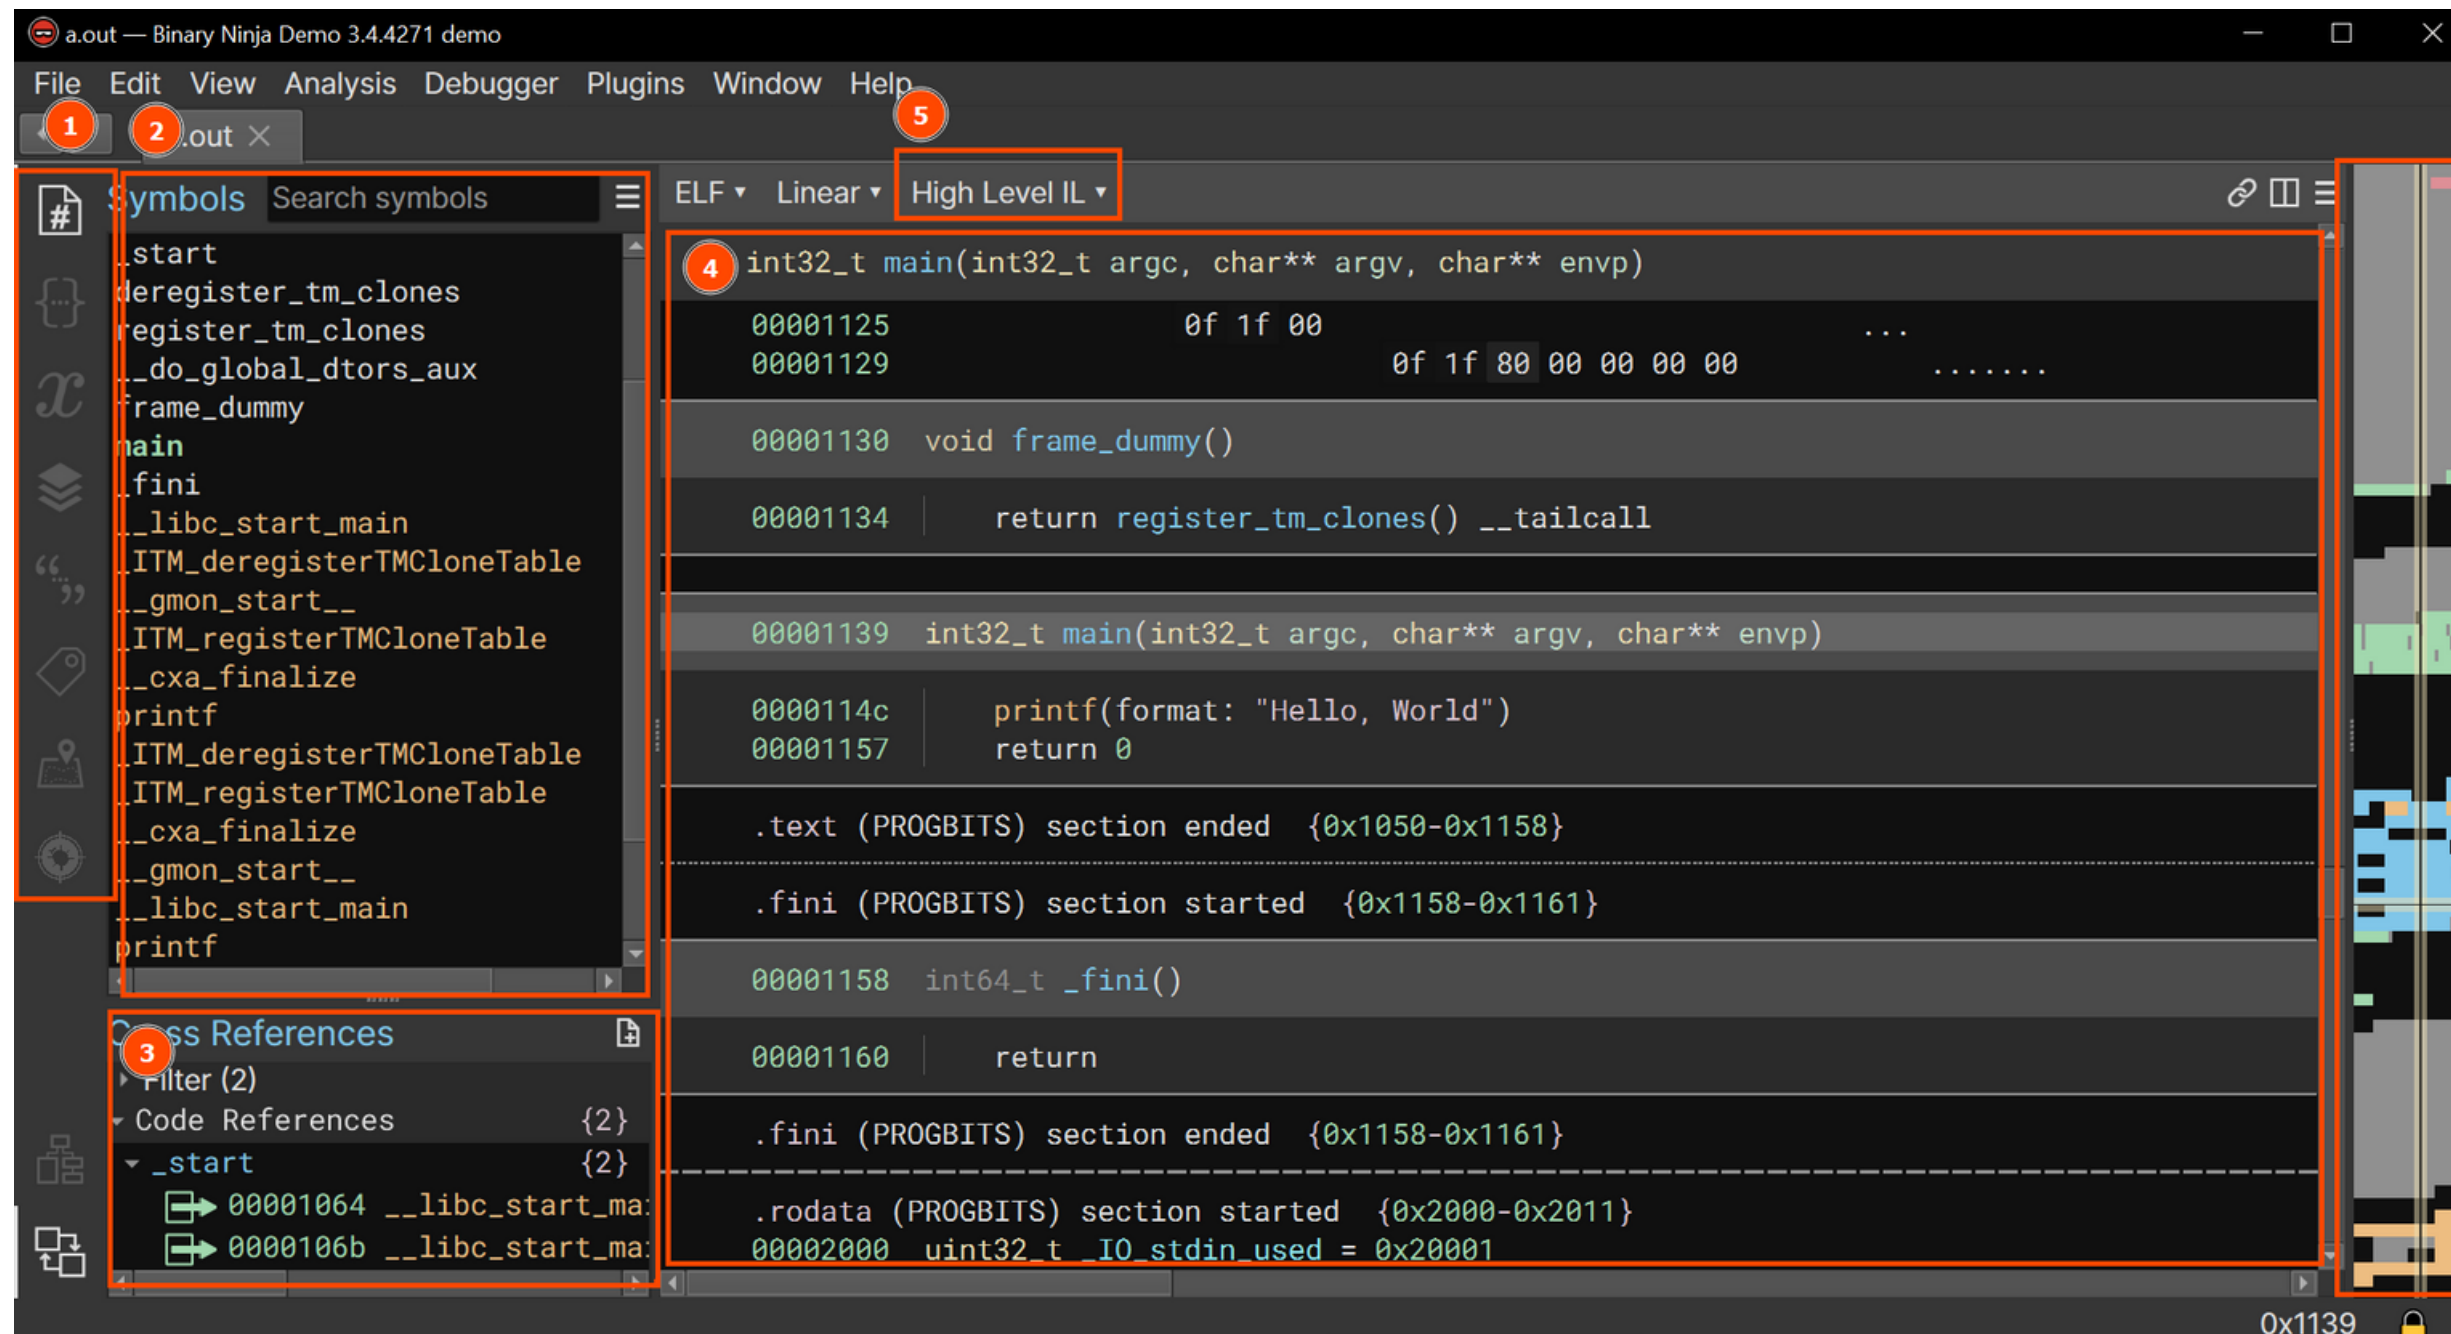 a.out — Binary Ninja Demo 3.4.4271 demo
File Edit View Analysis Debugger Plugins Window Help
1
2
.out
5
Symbols Search symbols
_start
deregister_tm_clones
register_tm_clones
__do_global_dtors_aux
frame_dummy
main
_fini
__libc_start_main
_ITM_deregisterTMCloneTable
__gmon_start__
_ITM_registerTMCloneTable
__cxa_finalize
printf
_ITM_deregisterTMCloneTable
_ITM_registerTMCloneTable
__cxa_finalize
__gmon_start__
__libc_start_main
printf
Cross References
3
Filter (2)
Code References {2}
_start {2}
00001064 __libc_start_ma
0000106b __libc_start_ma
ELF Linear High Level IL
4 int32_t main(int32_t argc, char** argv, char** envp)
00001125 0f 1f 00 ...
00001129 0f 1f 80 00 00 00 00 .......
00001130 void frame_dummy()
00001134 return register_tm_clones() __tailcall
00001139 int32_t main(int32_t argc, char** argv, char** envp)
0000114c printf(format: "Hello, World")
00001157 return 0
.text (PROGBITS) section ended {0x1050-0x1158}
.fini (PROGBITS) section started {0x1158-0x1161}
00001158 int64_t _fini()
00001160 return
.fini (PROGBITS) section ended {0x1158-0x1161}
.rodata (PROGBITS) section started {0x2000-0x2011}
00002000 uint32_t _IO_stdin_used = 0x20001
0x1139